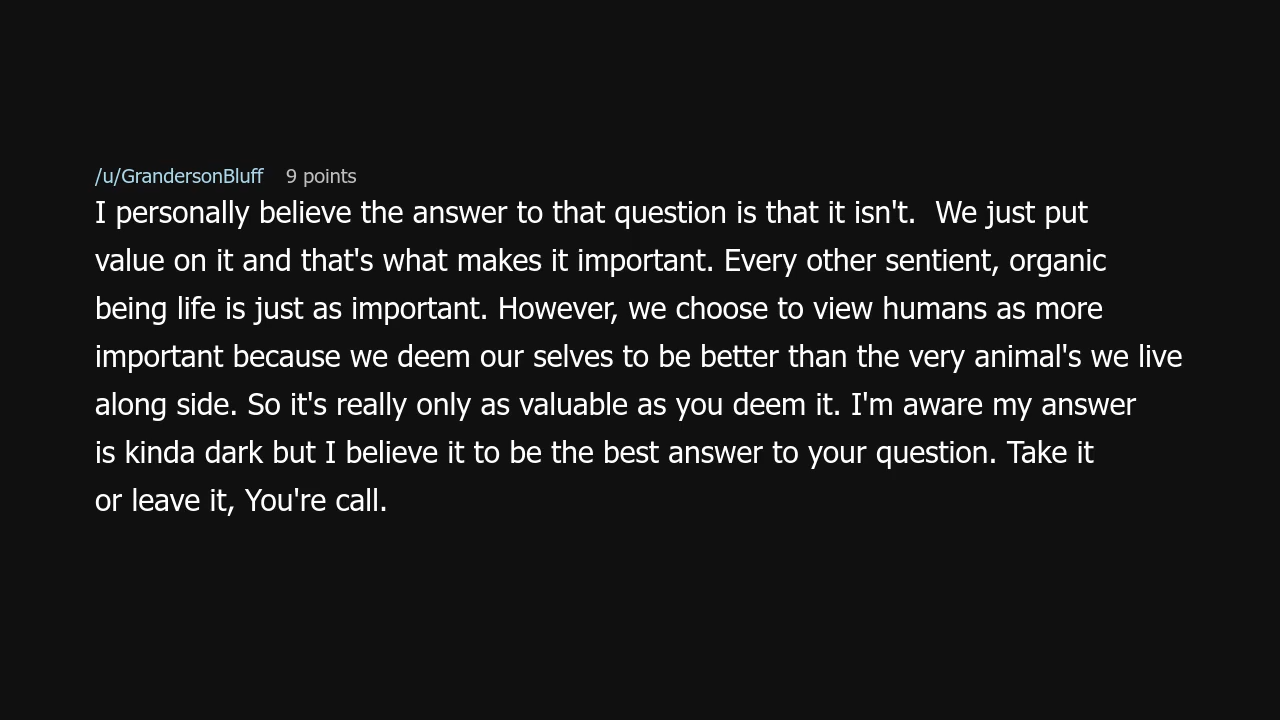 /u/GrandersonBluff 9 points
I personally believe the answer to that question is that it isn't.  We just put
value on it and that's what makes it important. Every other sentient, organic
being life is just as important. However, we choose to view humans as more
important because we deem our selves to be better than the very animal's we live
along side. So it's really only as valuable as you deem it. I'm aware my answer
is kinda dark but I believe it to be the best answer to your question. Take it
or leave it, You're call.